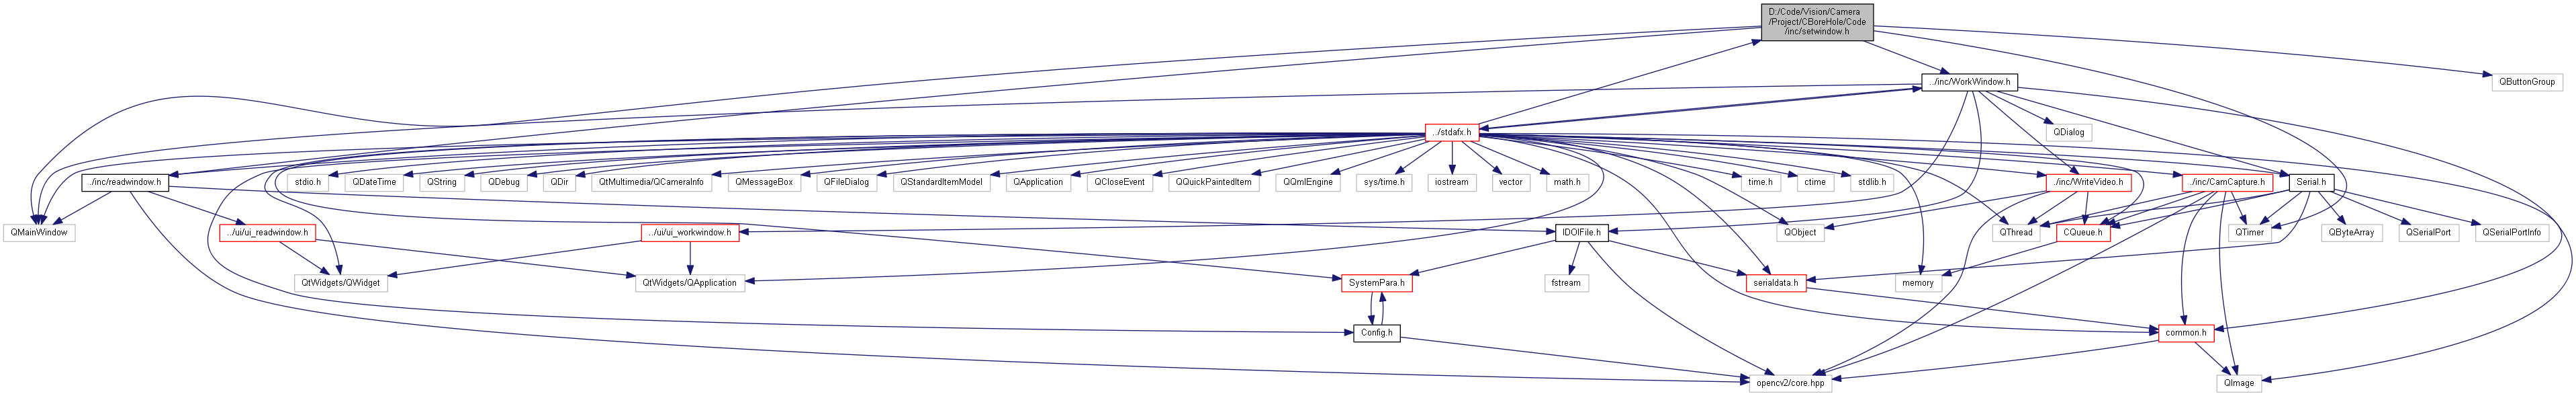 D:/Code/Vision/Camera
/Project/CBoreHole/Code
/inc/setwindow.h
../inc/WorkWindow.h
QButtonGroup
../stdafx.h
QDialog
../inc/readwindow.h
stdio.h
QDateTime
QString
QDebug
QDir
QtMultimedia/QCameraInfo
QMessageBox
QFileDialog
QStandardItemModel
QApplication
QCloseEvent
QQuickPaintedItem
QQmlEngine
sys/time.h
iostream
vector
math.h
time.h
ctime
stdlib.h
../inc/WriteVideo.h
../inc/CamCapture.h
Serial.h
QMainWindow
../ui/ui_readwindow.h
../ui/ui_workwindow.h
IDOIFile.h
QObject
QThread
CQueue.h
QTimer
QByteArray
QSerialPort
QSerialPortInfo
QtWidgets/QWidget
QtWidgets/QApplication
SystemPara.h
fstream
serialdata.h
memory
Config.h
common.h
opencv2/core.hpp
QImage